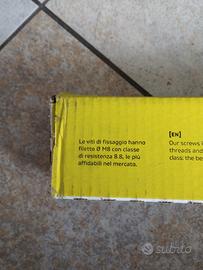 Le viti di fissaggio hanno
filetto Ø M8 con classe
di resistenza 8.8, le più
affidabili nel mercato.
[EN]
Our screws
threads and
class: the be
subito